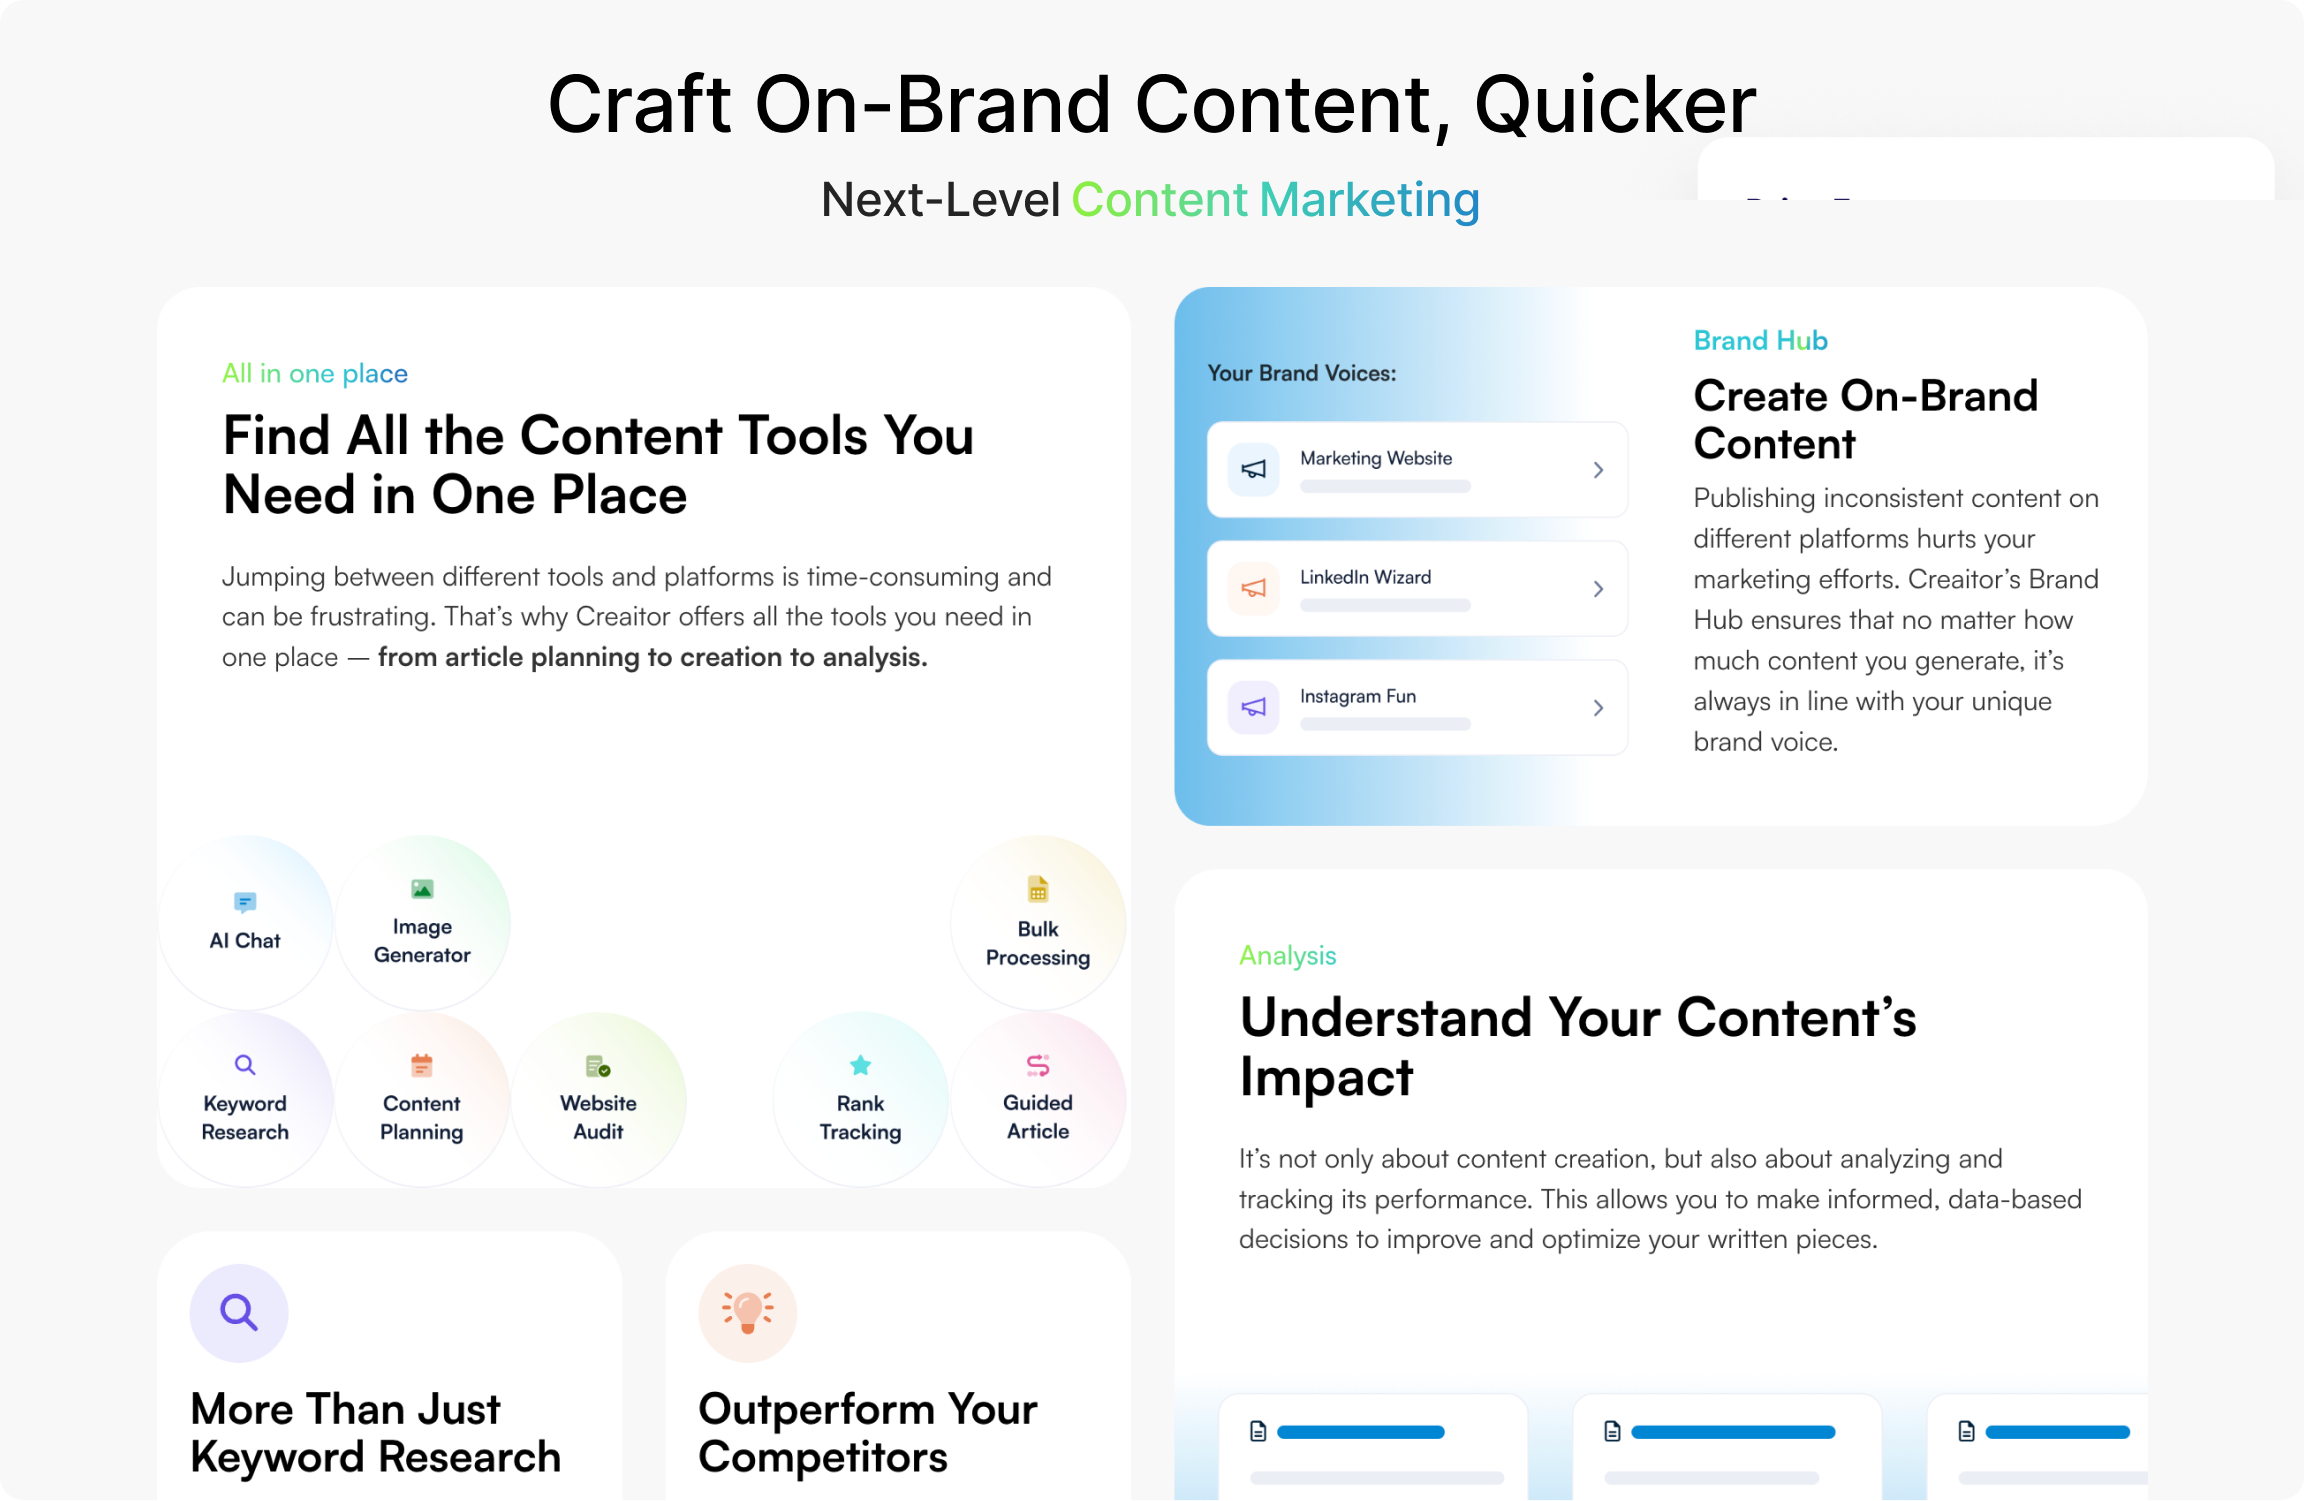 Craft On-Brand Content, Quicker
Next-Level Content Marketing
All in one place
Find All the Content Tools You
Need in One Place
Jumping between different tools and platforms is time-consuming and
can be frustrating. That’s why Creaitor offers all the tools you need in
one place — from article planning to creation to analysis.
AI Chat
Image
Generator
Bulk
Processing
Keyword
Research
Content
Planning
Website
Audit
Rank
Tracking
Guided
Article
Your Brand Voices:
Marketing Website
LinkedIn Wizard
Instagram Fun
Brand Hub
Create On-Brand
Content
Publishing inconsistent content on
different platforms hurts your
marketing efforts. Creaitor’s Brand
Hub ensures that no matter how
much content you generate, it’s
always in line with your unique
brand voice.
Analysis
Understand Your Content’s
Impact
It’s not only about content creation, but also about analyzing and
tracking its performance. This allows you to make informed, data-based
decisions to improve and optimize your written pieces.
More Than Just
Keyword Research
Outperform Your
Competitors